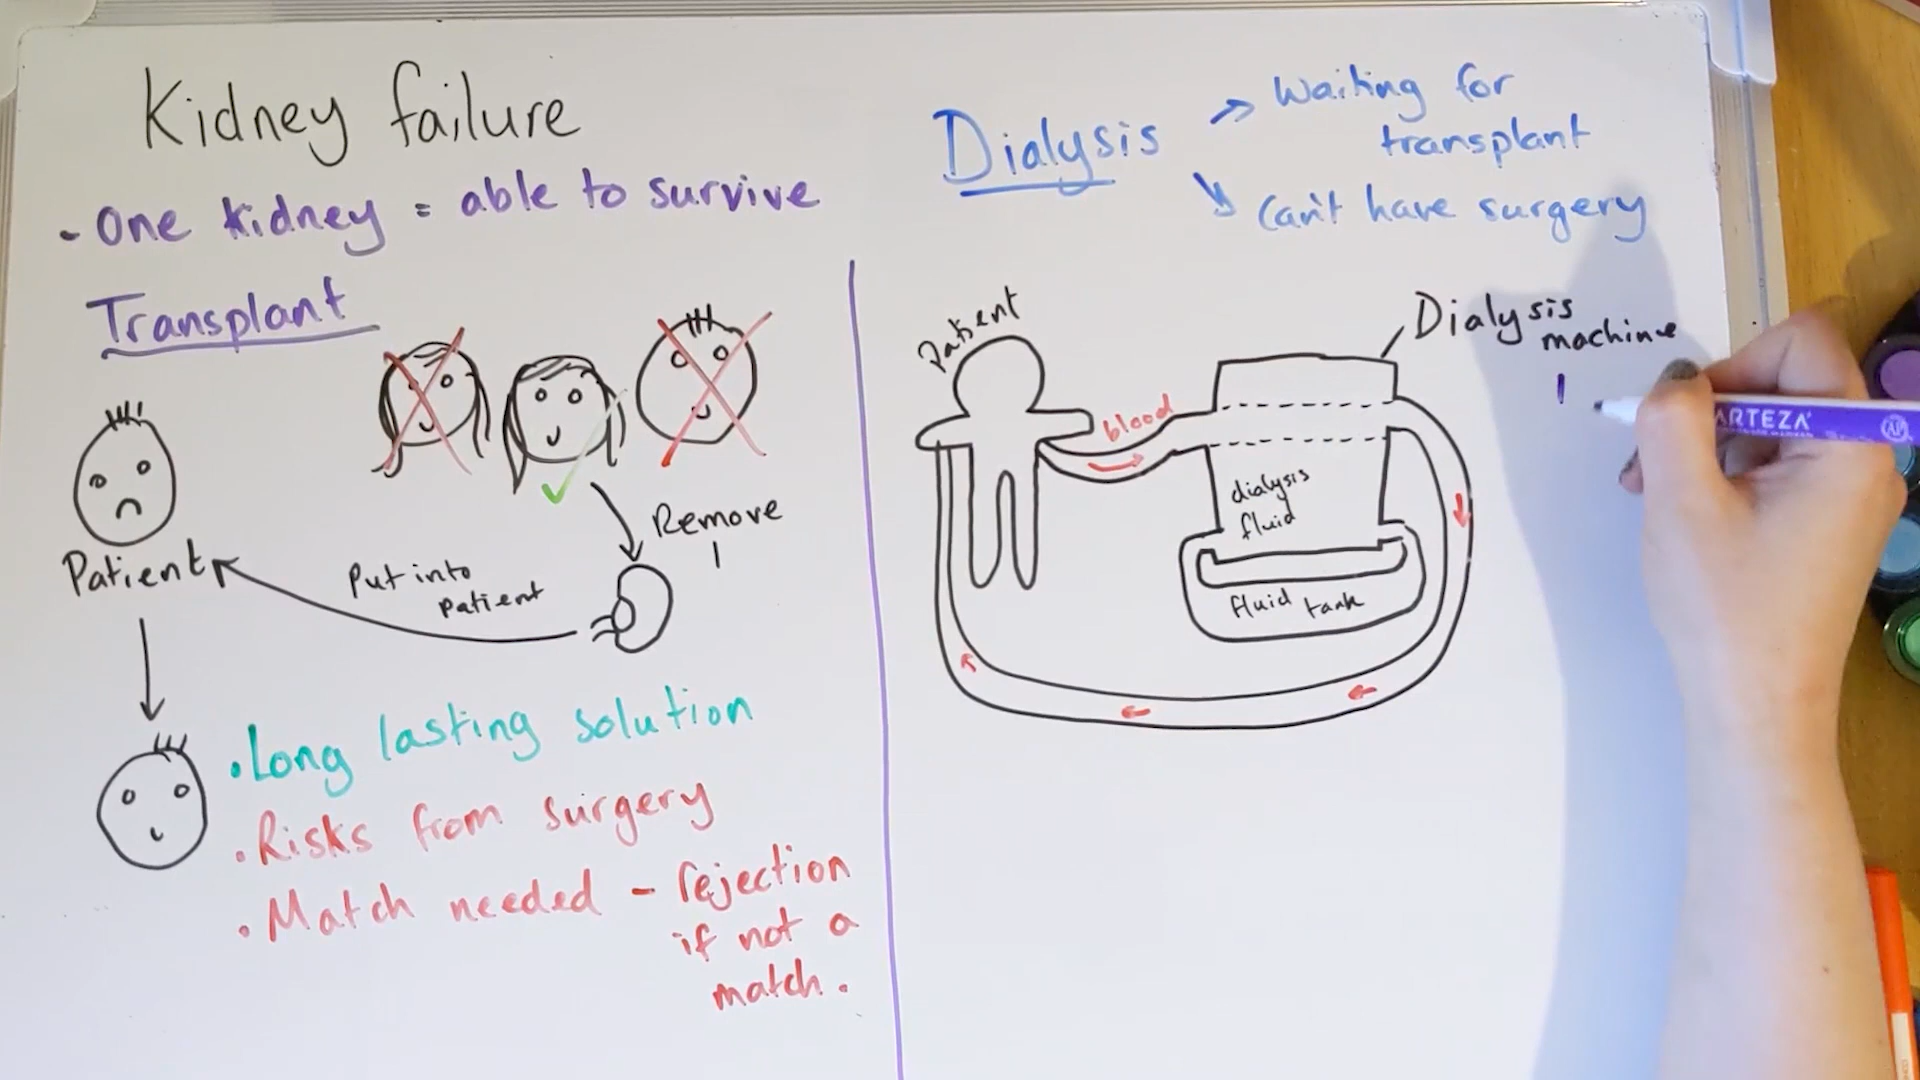 Kidney failure
- One kidney = able to survive
Transplant
Remove
1
Put into
patient
Patient
• Long lasting solution
• Risks from surgery
• Match needed - rejection
if not a
match.
Dialysis → Waiting for
transplant
↘ Can't have surgery
Patient
blood
Dialysis
machine
dialysis
fluid
fluid tank
ARTEZA